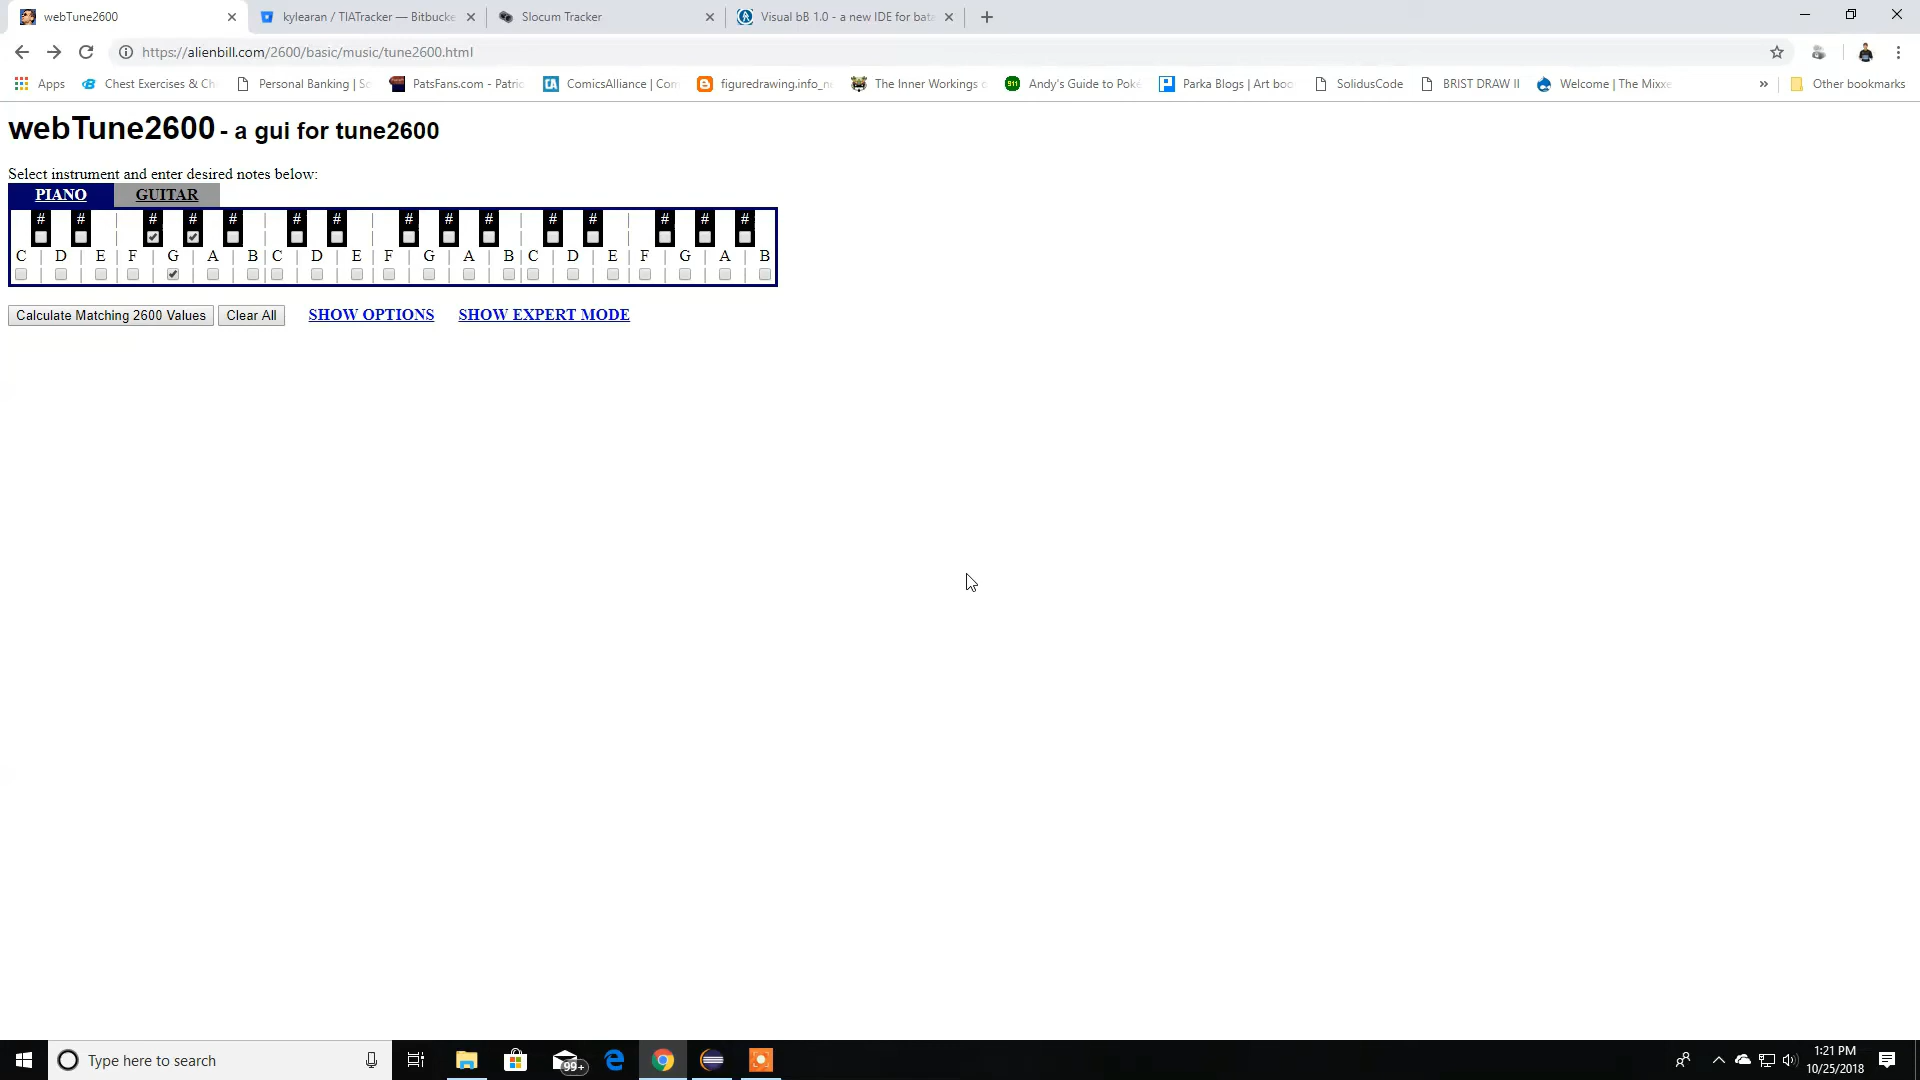 webTune2600
kylearan / TIATracker — Bitbucke
Slocum Tracker
Visual bB 1.0 - a new IDE for bata
https://alienbill.com/2600/basic/music/tune2600.html
Apps
Chest Exercises & Ch
Personal Banking | Sc
PatsFans.com - Patric
ComicsAlliance | Com
figuredrawing.info_ne
The Inner Workings o
Andy's Guide to Poké
Parka Blogs | Art boo
SolidusCode
BRIST DRAW II
Welcome | The Mixxe
»
Other bookmarks
webTune2600 - a gui for tune2600
Select instrument and enter desired notes below:
PIANO GUITAR
# # | # # # | # # | # # # | # # | # # #
C | D | E | F | G | A | B | C | D | E | F | G | A | B | C | D | E | F | G | A | B
Calculate Matching 2600 Values Clear All SHOW OPTIONS SHOW EXPERT MODE
Type here to search
99+
1:21 PM
10/25/2018